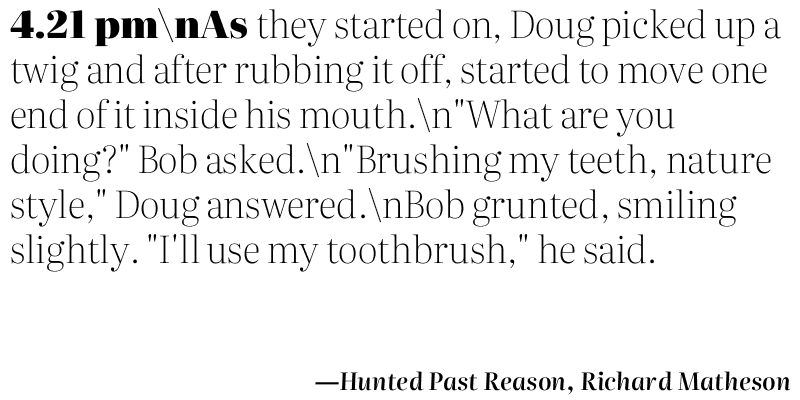 4.21 pm\nAs they started on, Doug picked up a
twig and after rubbing it off, started to move one
end of it inside his mouth.\n"What are you
doing?" Bob asked.\n"Brushing my teeth, nature
style," Doug answered.\nBob grunted, smiling
slightly. "I'll use my toothbrush," he said.
—Hunted Past Reason, Richard Matheson